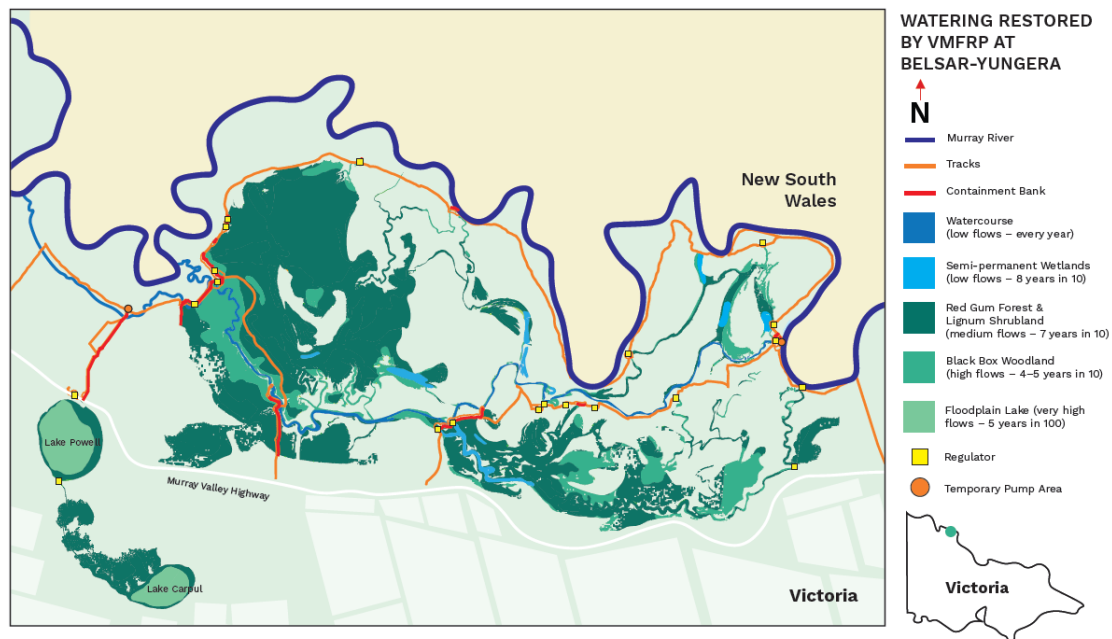 WATERING RESTORED
BY VMFRP AT
BELSAR-YUNGERA
N
Murray River
Tracks
Containment Bank
Watercourse
(low flows – every year)
Semi-permanent Wetlands
(low flows – 8 years in 10)
Red Gum Forest &
Lignum Shrubland
(medium flows – 7 years in 10)
Black Box Woodland
(high flows – 4–5 years in 10)
Floodplain Lake (very high
flows – 5 years in 100)
Regulator
Temporary Pump Area
Victoria
New South
Wales
Lake Powell
Murray Valley Highway
Lake Carpul
Victoria